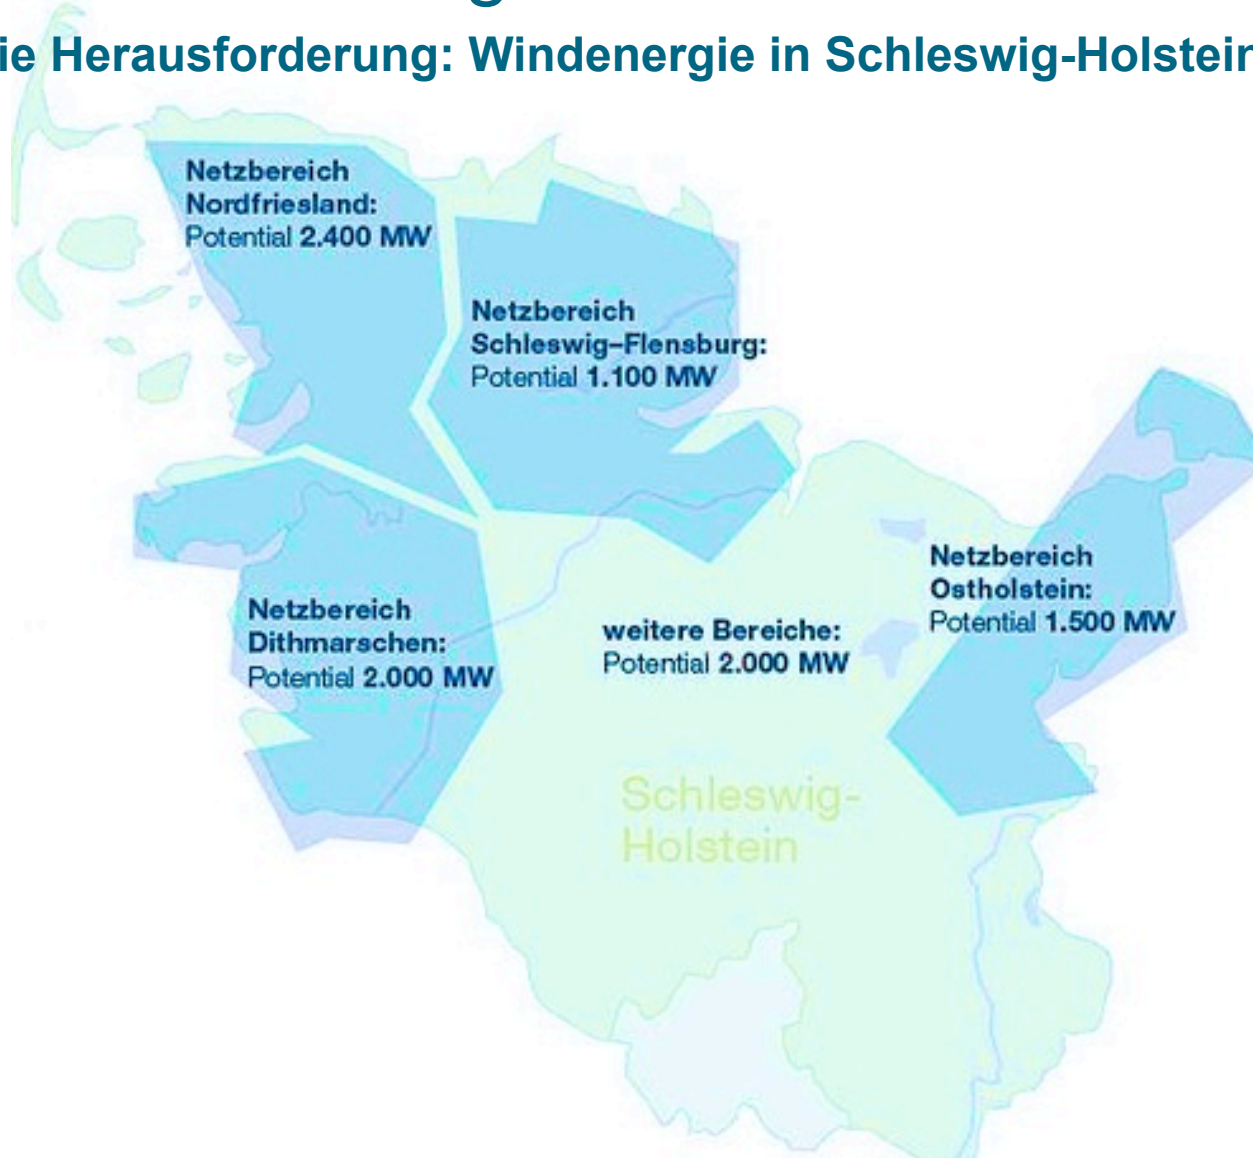 ie Herausforderung: Windenergie in Schleswig-Holstein
Netzbereich
Nordfriesland:
Potential 2.400 MW
Netzbereich
Schleswig–Flensburg:
Potential 1.100 MW
Netzbereich
Ostholstein:
Potential 1.500 MW
Netzbereich
Dithmarschen:
Potential 2.000 MW
weitere Bereiche:
Potential 2.000 MW
Schleswig-
Holstein